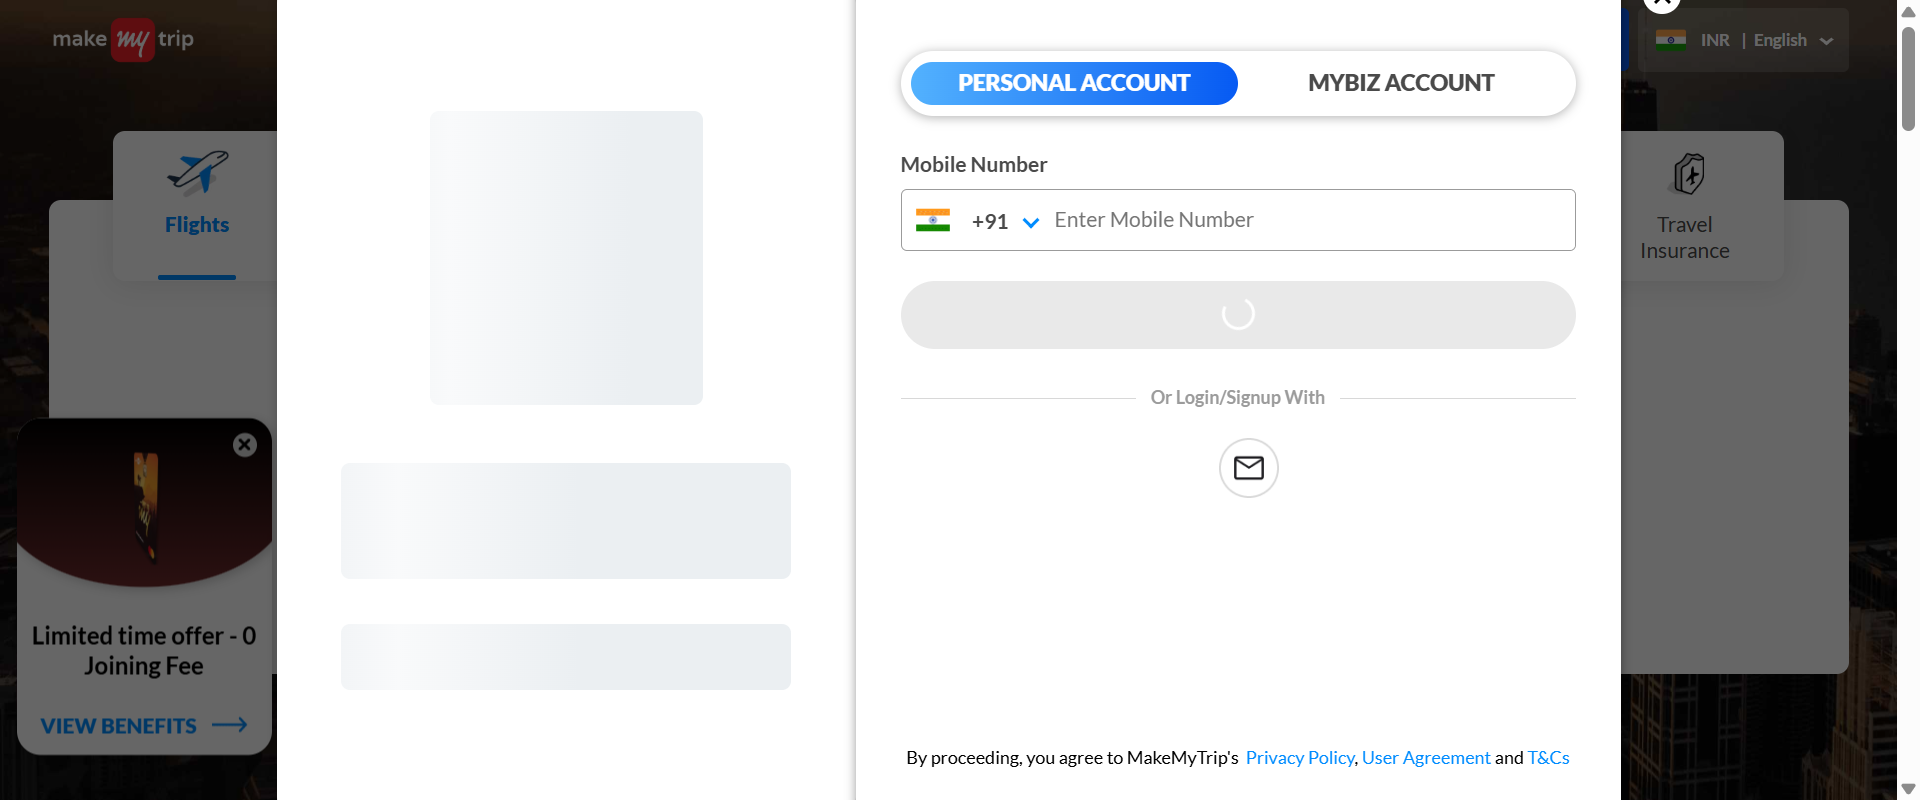 make my trip
INR | English
PERSONAL ACCOUNT
MYBIZ ACCOUNT
Flights
Mobile Number
+91 Enter Mobile Number
Travel
Insurance
Or Login/Signup With
Limited time offer - 0
Joining Fee
VIEW BENEFITS
By proceeding, you agree to MakeMyTrip's Privacy Policy, User Agreement and T&Cs